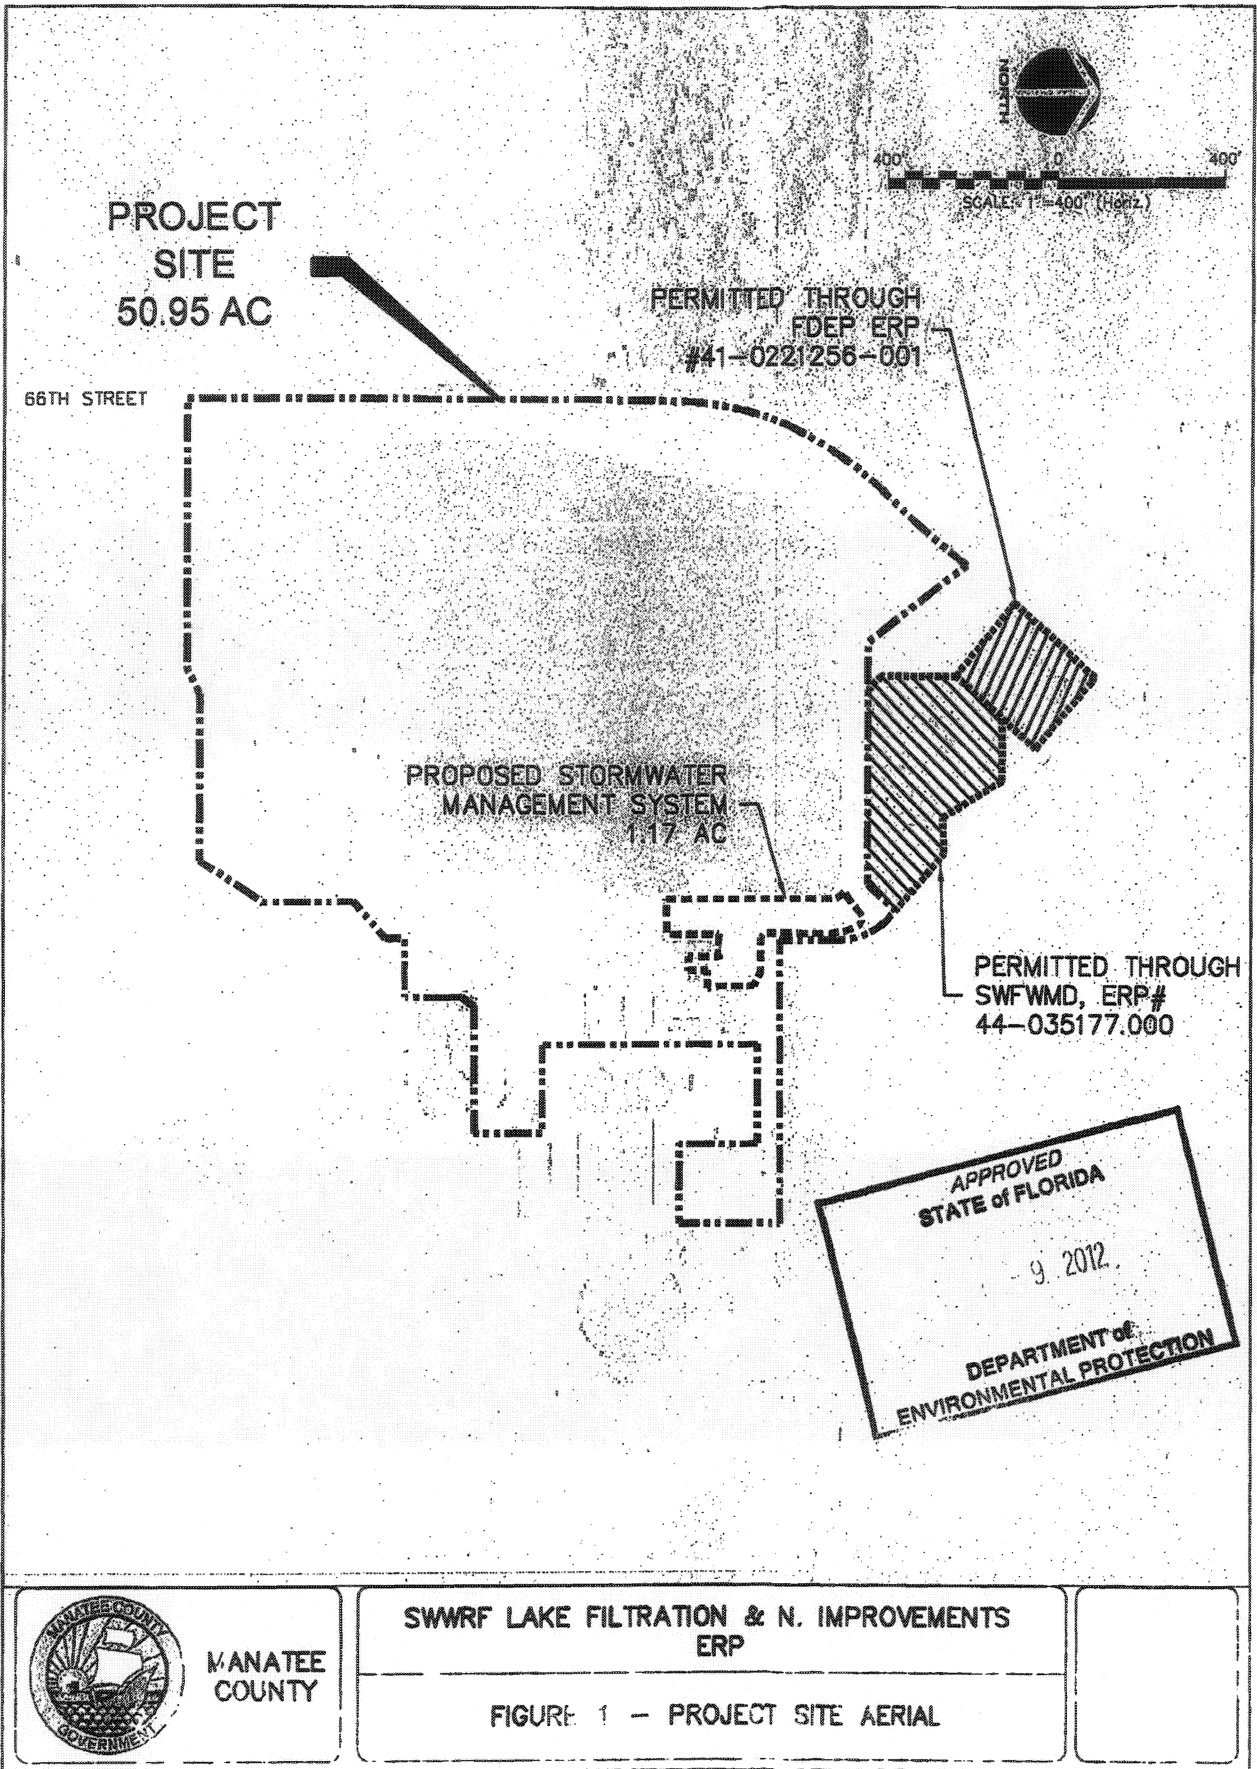 NORTH
400' 0 400'
SCALE: 1"=400' (Horiz.)
PROJECT
SITE
50.95 AC
PERMITTED THROUGH
FDEP ERP
#41-0221256-001
66TH STREET
PROPOSED STORMWATER
MANAGEMENT SYSTEM
1.17 AC
PERMITTED THROUGH
SWFWMD, ERP#
44-035177.000
APPROVED
STATE of FLORIDA
9 2012
DEPARTMENT of
ENVIRONMENTAL PROTECTION
MANATEE COUNTY
GOVERNMENT
MANATEE
COUNTY
SWWRF LAKE FILTRATION & N. IMPROVEMENTS
ERP
FIGURE 1 - PROJECT SITE AERIAL